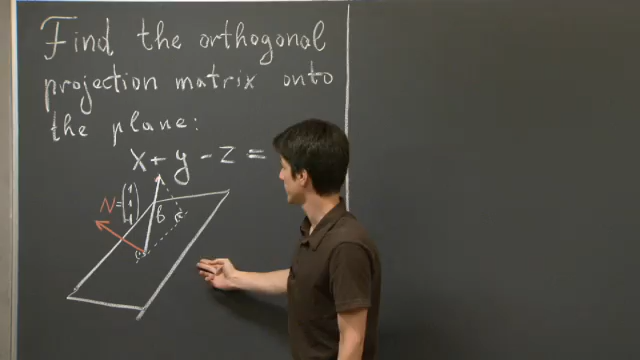 Find the orthogonal
projection matrix onto
the plane:
x + y - z =
N =
b